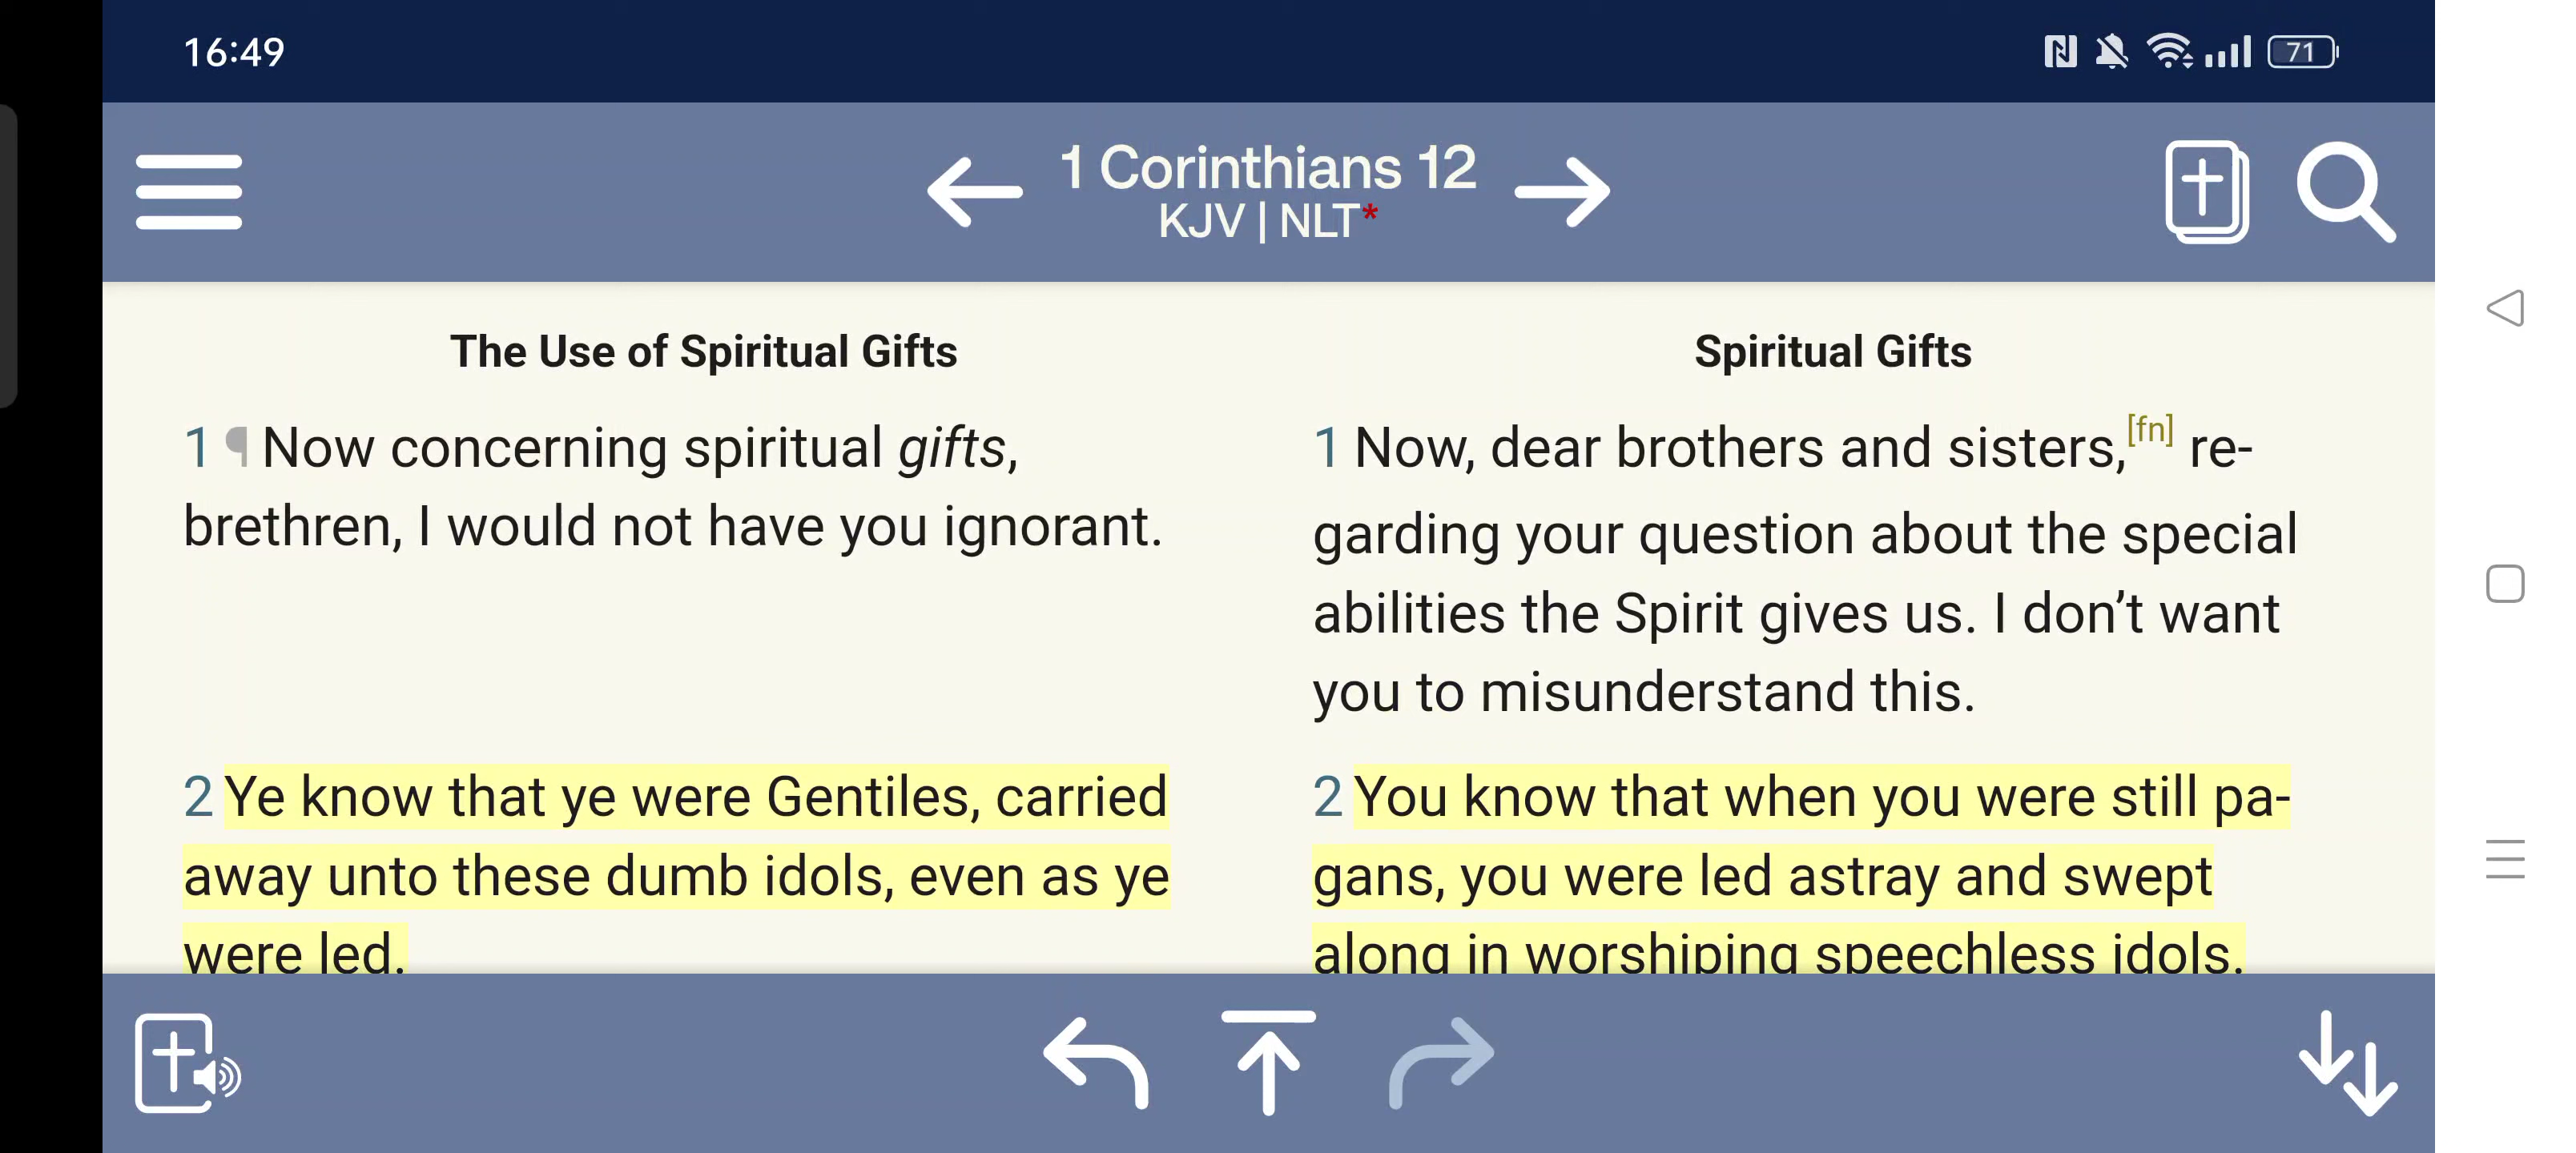 16:49
71
1 Corinthians 12
KJV | NLT*
The Use of Spiritual Gifts
1 ¶ Now concerning spiritual gifts,
brethren, I would not have you ignorant.
2 Ye know that ye were Gentiles, carried
away unto these dumb idols, even as ye
were led.
Spiritual Gifts
1 Now, dear brothers and sisters,[fn] re-
garding your question about the special
abilities the Spirit gives us. I don’t want
you to misunderstand this.
2 You know that when you were still pa-
gans, you were led astray and swept
along in worshiping speechless idols.